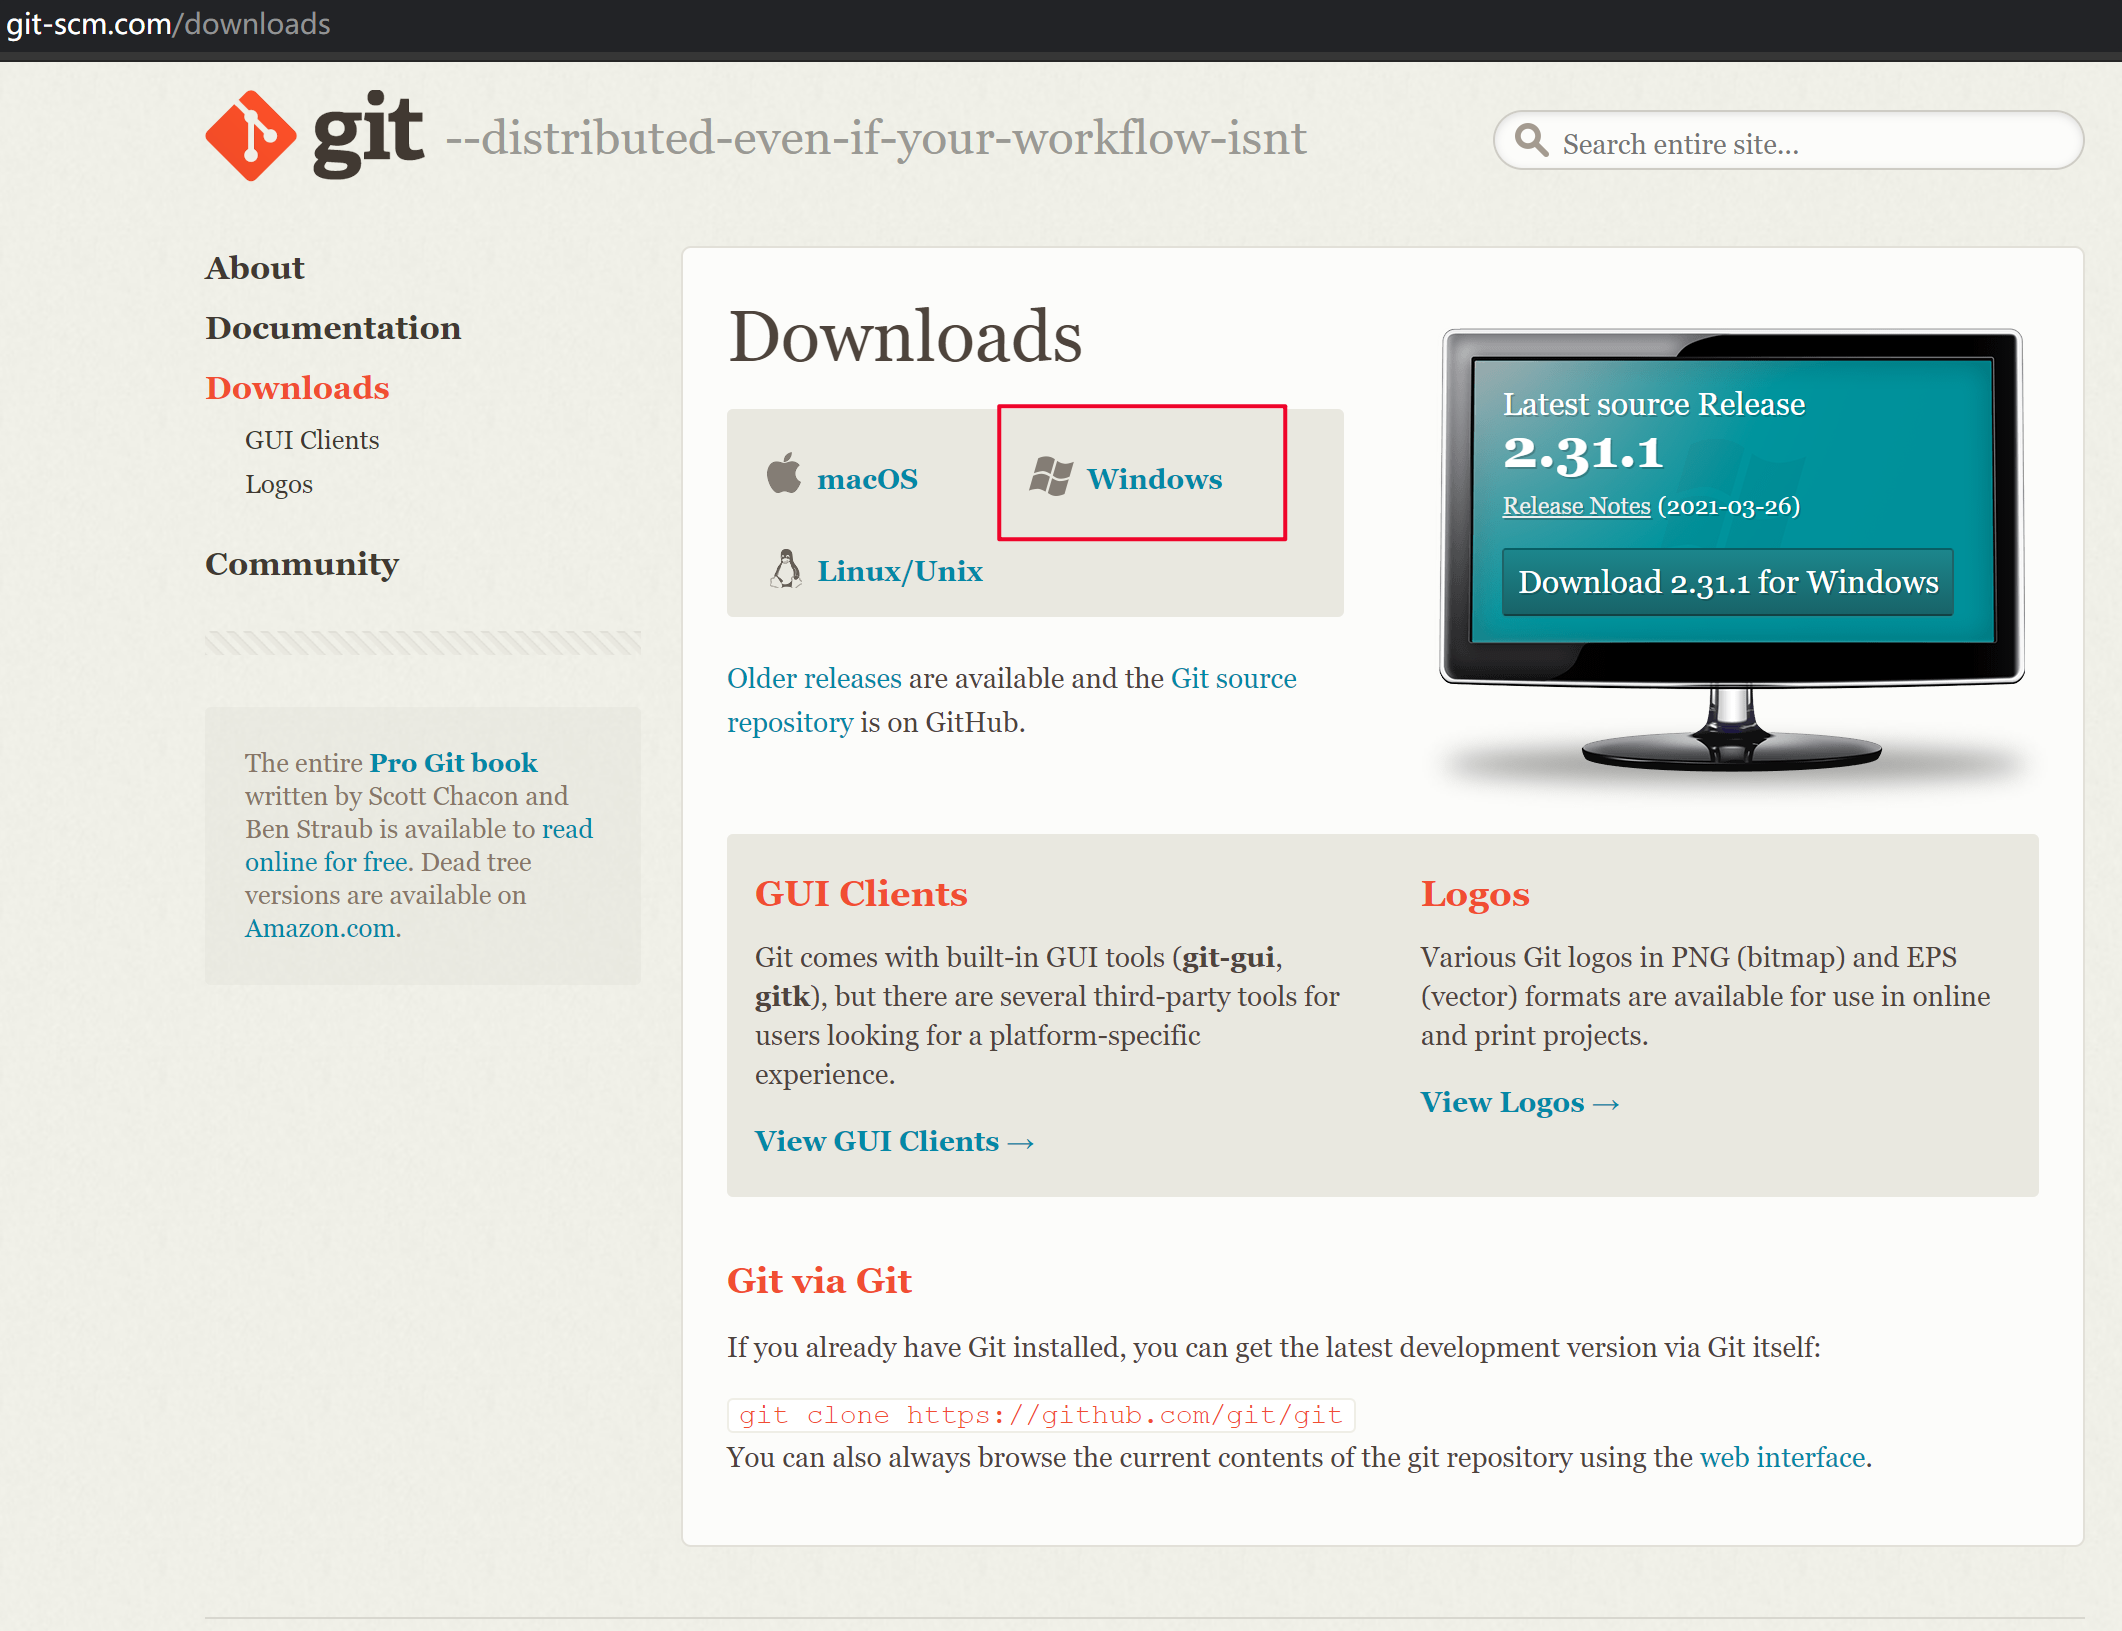 git-scm.com/downloads
git --distributed-even-if-your-workflow-isnt
Search entire site...
About
Documentation
Downloads
GUI Clients
Logos
Community
The entire Pro Git book
written by Scott Chacon and
Ben Straub is available to read
online for free. Dead tree
versions are available on
Amazon.com.
Downloads
macOS
Windows
Linux/Unix
Older releases are available and the Git source
repository is on GitHub.
Latest source Release
2.31.1
Release Notes (2021-03-26)
Download 2.31.1 for Windows
GUI Clients
Git comes with built-in GUI tools (git-gui,
gitk), but there are several third-party tools for
users looking for a platform-specific
experience.
View GUI Clients →
Logos
Various Git logos in PNG (bitmap) and EPS
(vector) formats are available for use in online
and print projects.
View Logos →
Git via Git
If you already have Git installed, you can get the latest development version via Git itself:
git clone https://github.com/git/git
You can also always browse the current contents of the git repository using the web interface.